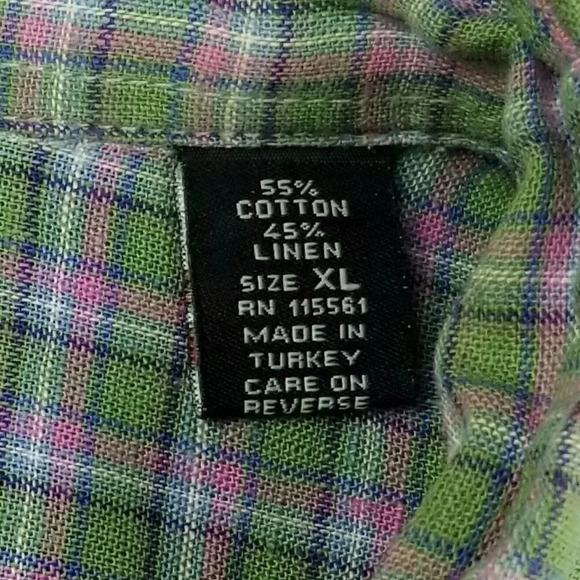 55%
COTTON
45%
LINEN
SIZE XL
RN 115561
MADE IN
TURKEY
CARE ON
REVERSE